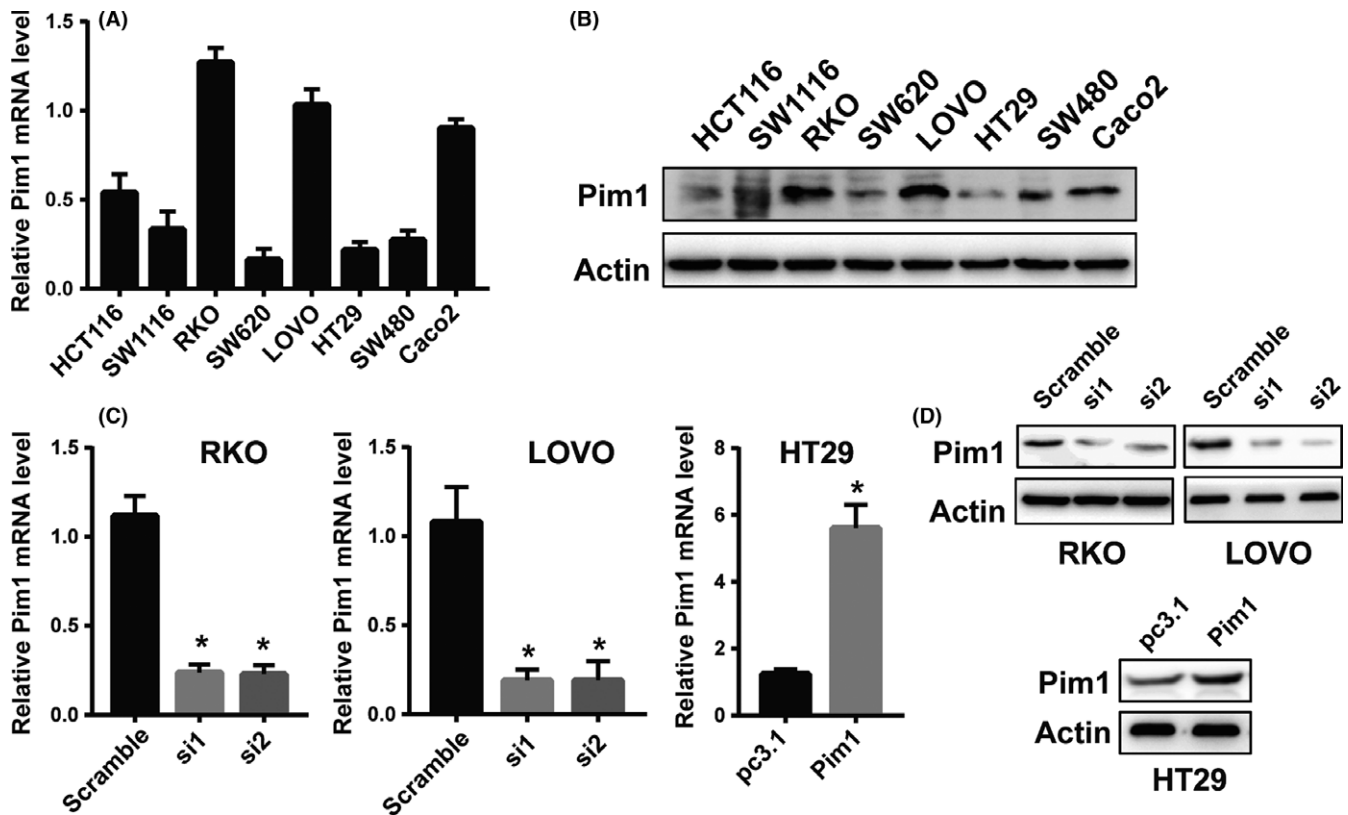 (A)
Relative Pim1 mRNA level
1.5
1.0
0.5
0.0
HCT116
SW1116
RKO
SW620
LOVO
HT29
SW480
Caco2
(B)
HCT116
SW1116
RKO
SW620
LOVO
HT29
SW480
Caco2
Pim1
Actin
(C)
Relative Pim1 mRNA level
1.5
1.0
0.5
0.0
RKO
*
*
Scramble
si1
si2
Relative Pim1 mRNA level
1.5
1.0
0.5
0.0
LOVO
*
*
Scramble
si1
si2
Relative Pim1 mRNA level
8
6
4
2
0
HT29
*
pc3.1
Pim1
(D)
Scramble
si1
si2
Scramble
si1
si2
Pim1
Actin
RKO
LOVO
pc3.1
Pim1
Pim1
Actin
HT29